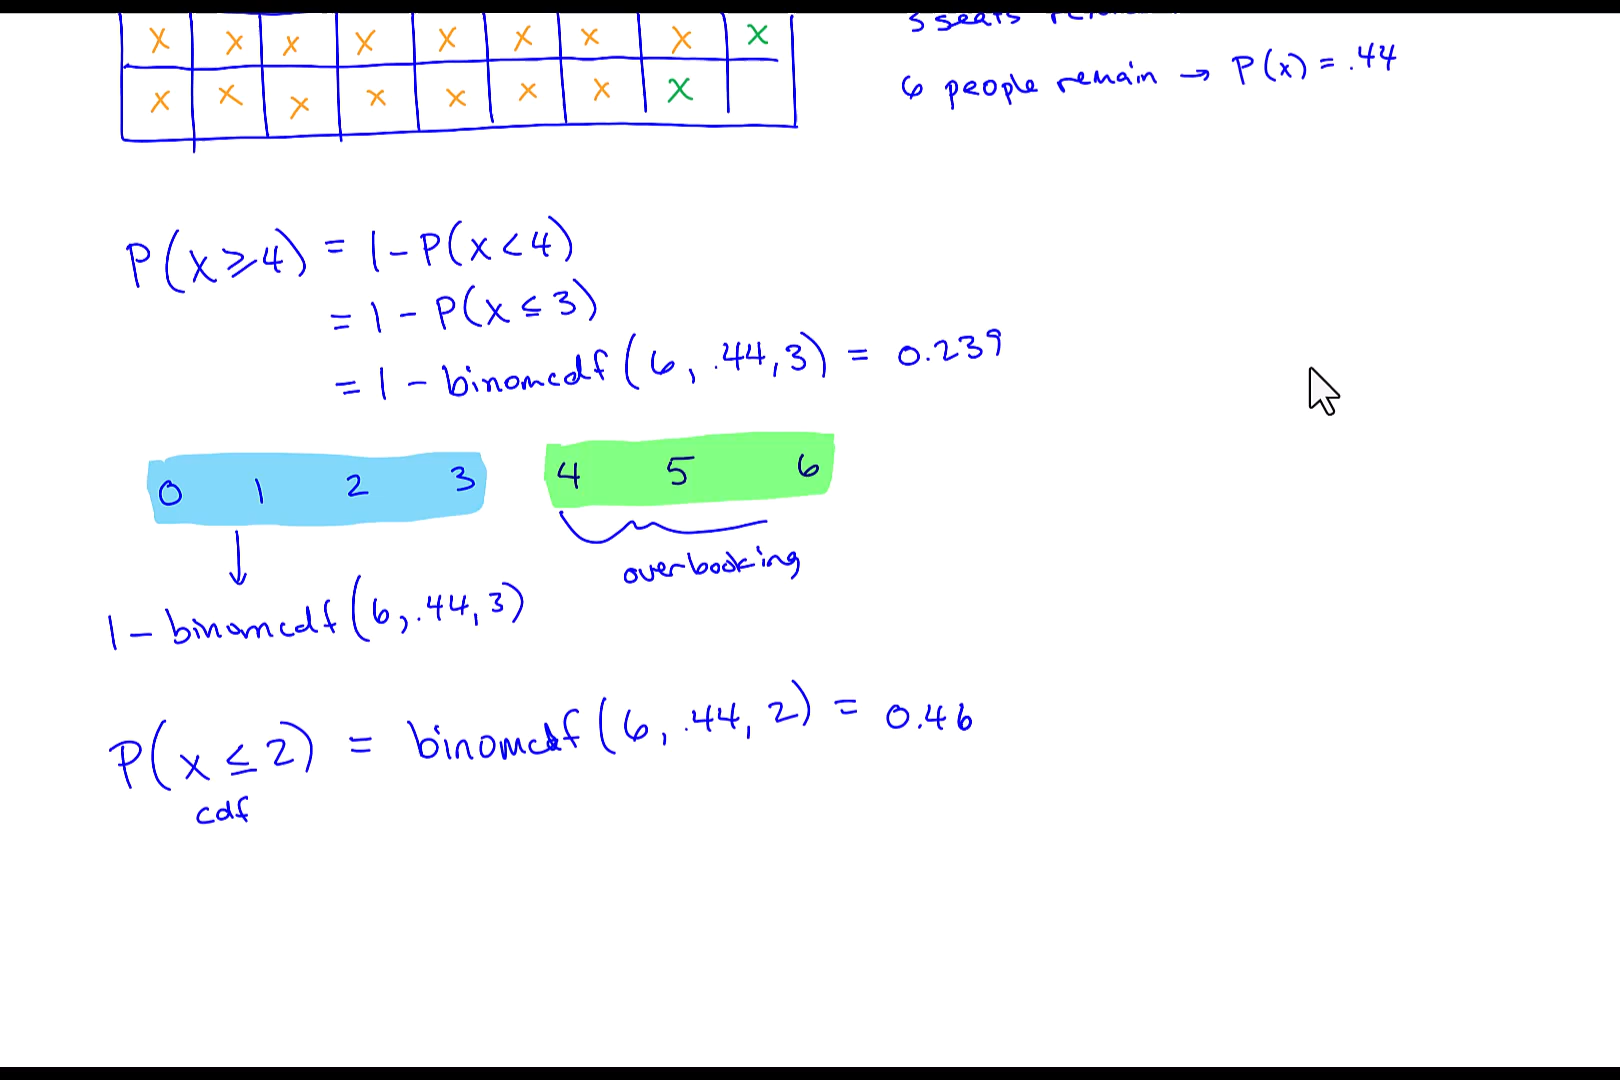 x x x x x x x x x
x x x x x x x x
seats
6 people remain → P(x) = .44
P(x ≥ 4) = 1 - P(x < 4)
= 1 - P(x ≤ 3)
= 1 - binomcdf(6, .44, 3) = 0.239
0 1 2 3 4 5 6
overbooking
1 - binomcdf(6, .44, 3)
P(x ≤ 2) = binomcdf(6, .44, 2) = 0.46
cdf